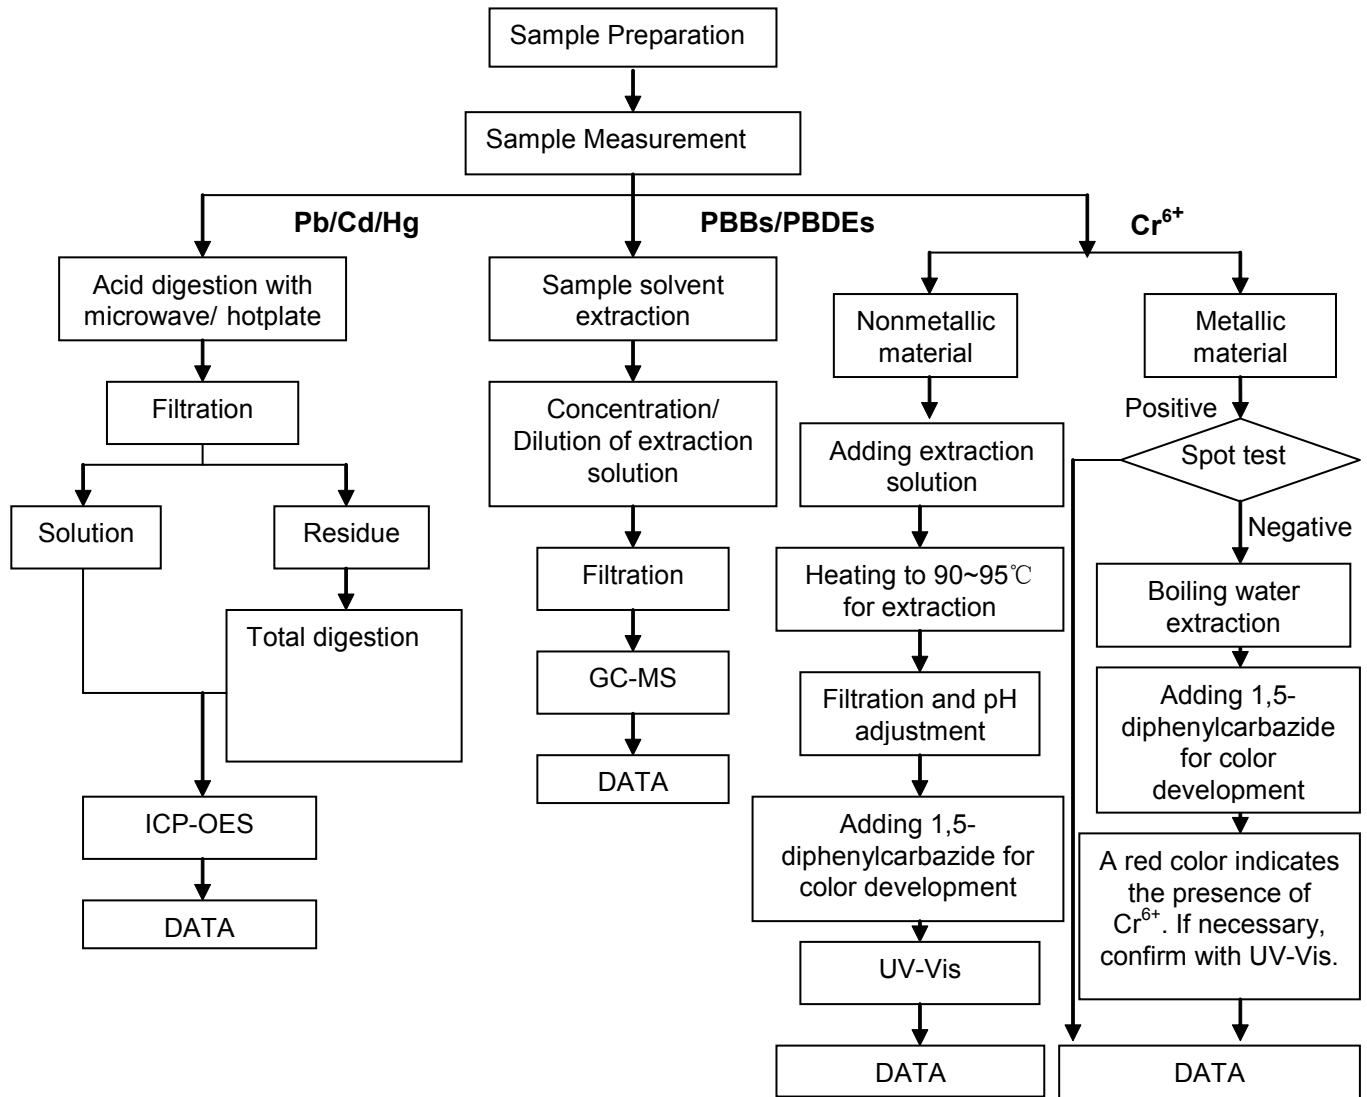 Sample Preparation
Sample Measurement
Pb/Cd/Hg
PBBs/PBDEs
Cr⁶⁺
Acid digestion with
microwave/ hotplate
Filtration
Solution
Residue
Total digestion
ICP-OES
DATA
Sample solvent
extraction
Concentration/
Dilution of extraction
solution
Filtration
GC-MS
DATA
Nonmetallic
material
Adding extraction
solution
Heating to 90~95℃
for extraction
Filtration and pH
adjustment
Adding 1,5-
diphenylcarbazide for
color development
UV-Vis
DATA
Metallic
material
Positive
Spot test
Negative
Boiling water
extraction
Adding 1,5-
diphenylcarbazide
for color
development
A red color indicates
the presence of
Cr⁶⁺. If necessary,
confirm with UV-Vis.
DATA